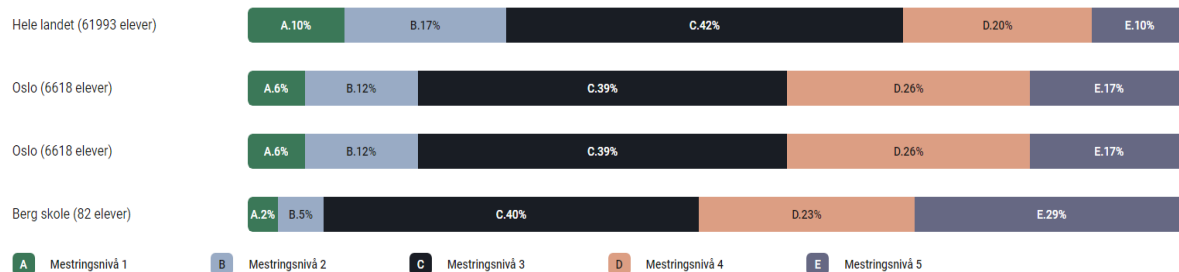 Hele landet (61993 elever) A.10% B.17% C.42% D.20% E.10%
Oslo (6618 elever) A.6% B.12% C.39% D.26% E.17%
Oslo (6618 elever) A.6% B.12% C.39% D.26% E.17%
Berg skole (82 elever) A.2% B.5% C.40% D.23% E.29%
A Mestringsnivå 1 B Mestringsnivå 2 C Mestringsnivå 3 D Mestringsnivå 4 E Mestringsnivå 5